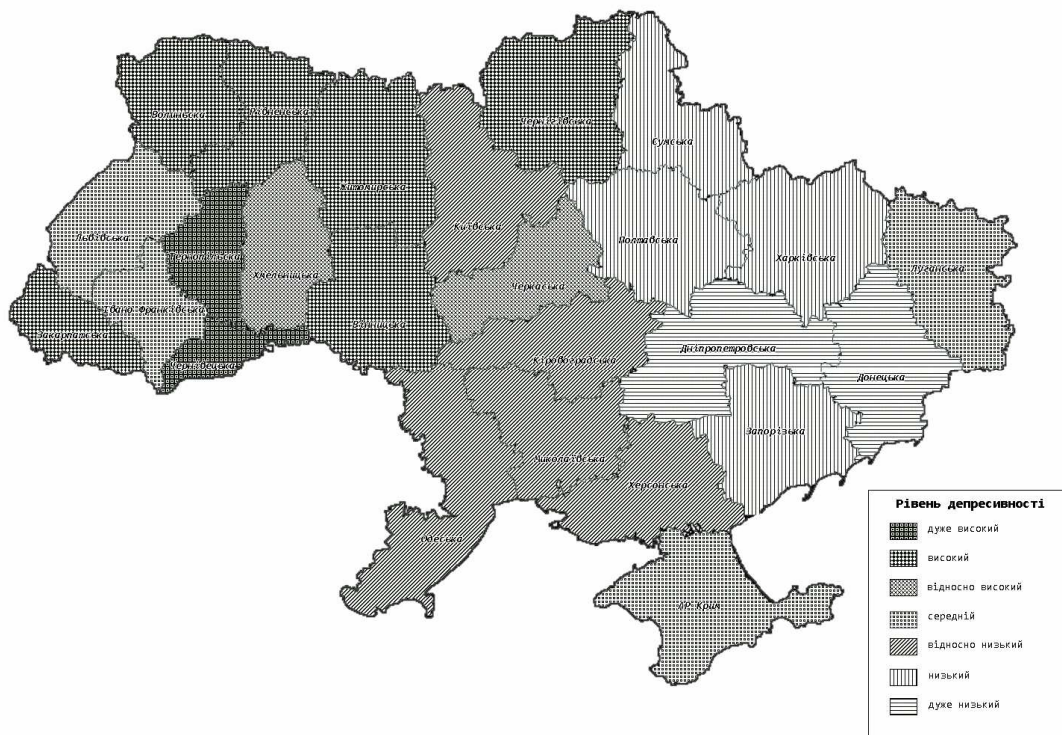 Волинська
Рівненська
Чернігівська
Сумська
Житомирська
Київська
Полтавська
Львівська
Тернопільська
Хмельніцька
Черкаська
Харківська
Луганська
Івано-Франківська
Закарпатська
Чернівецька
Вінніцька
Кіровоградська
Дніпропетровська
Донецька
Запорізька
Миколаївська
Херсонська
Одеська
АР Крим
Рівень депресивності
дуже високий
високий
відносно високий
середній
відносно низький
низький
дуже низький